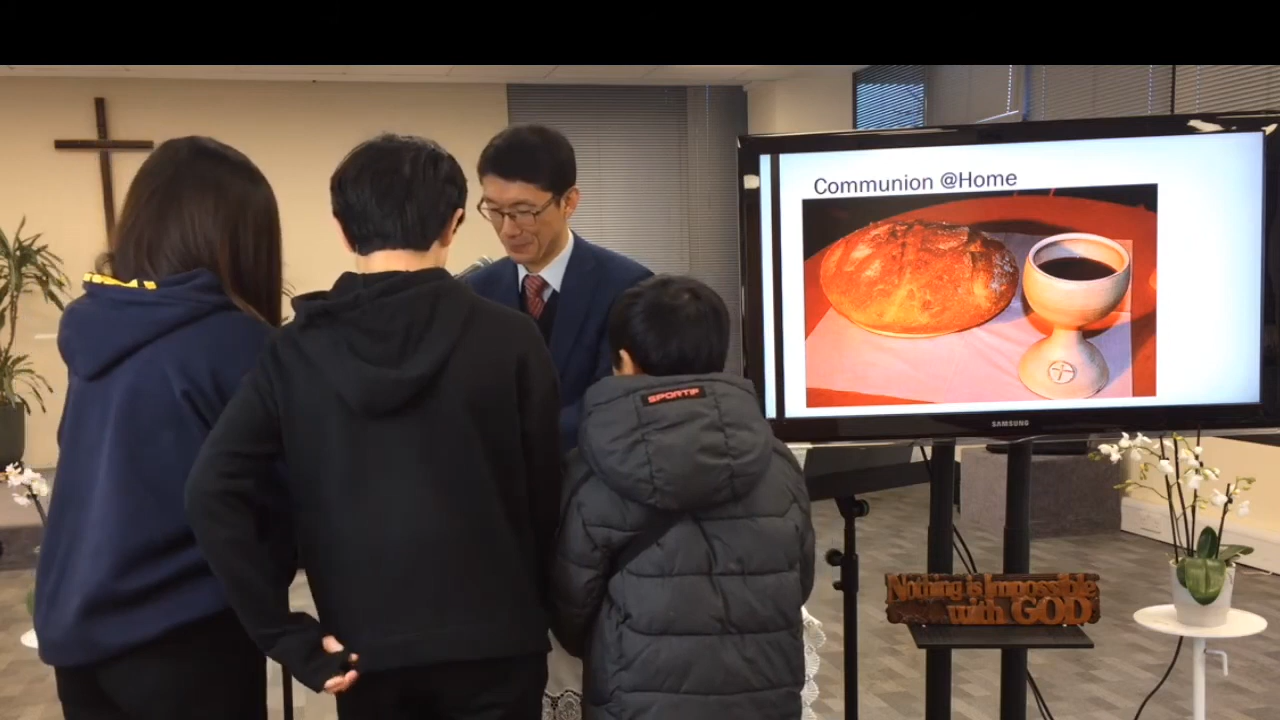 Communion @Home
SPORTIF
SAMSUNG
Nothing is Impossible
with GOD